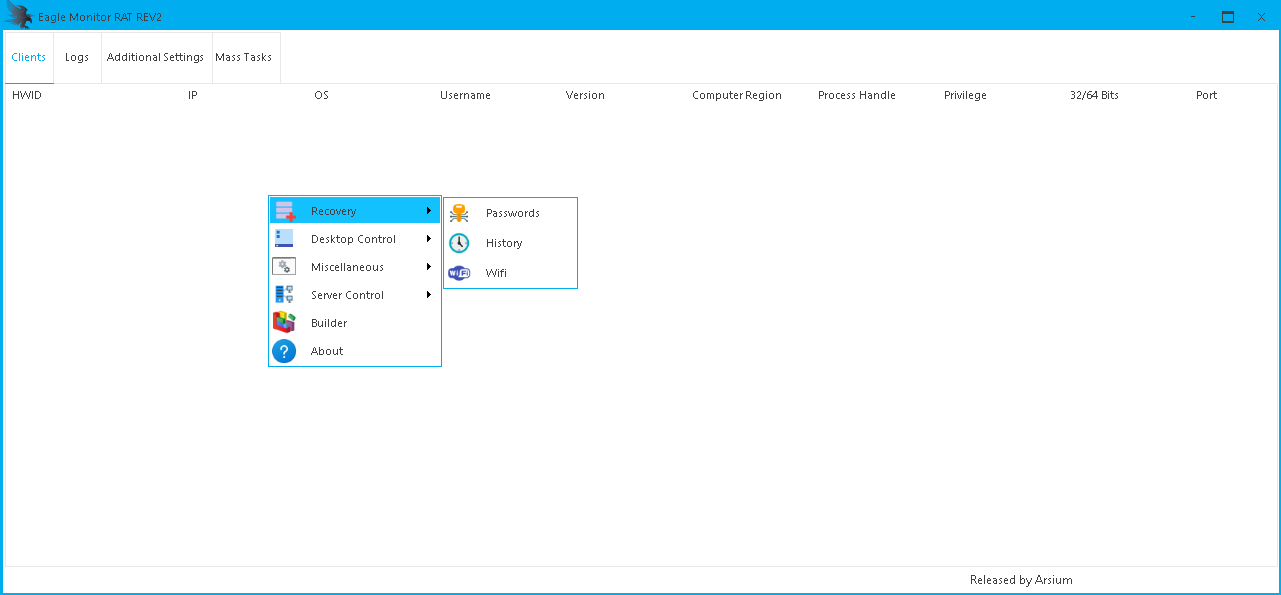 Eagle Monitor RAT REV2
Clients Logs Additional Settings Mass Tasks
HWID IP OS Username Version Computer Region Process Handle Privilege 32/64 Bits Port
Recovery
Passwords
Desktop Control
History
Miscellaneous
WiFi Wifi
Server Control
Builder
? About
Released by Arsium